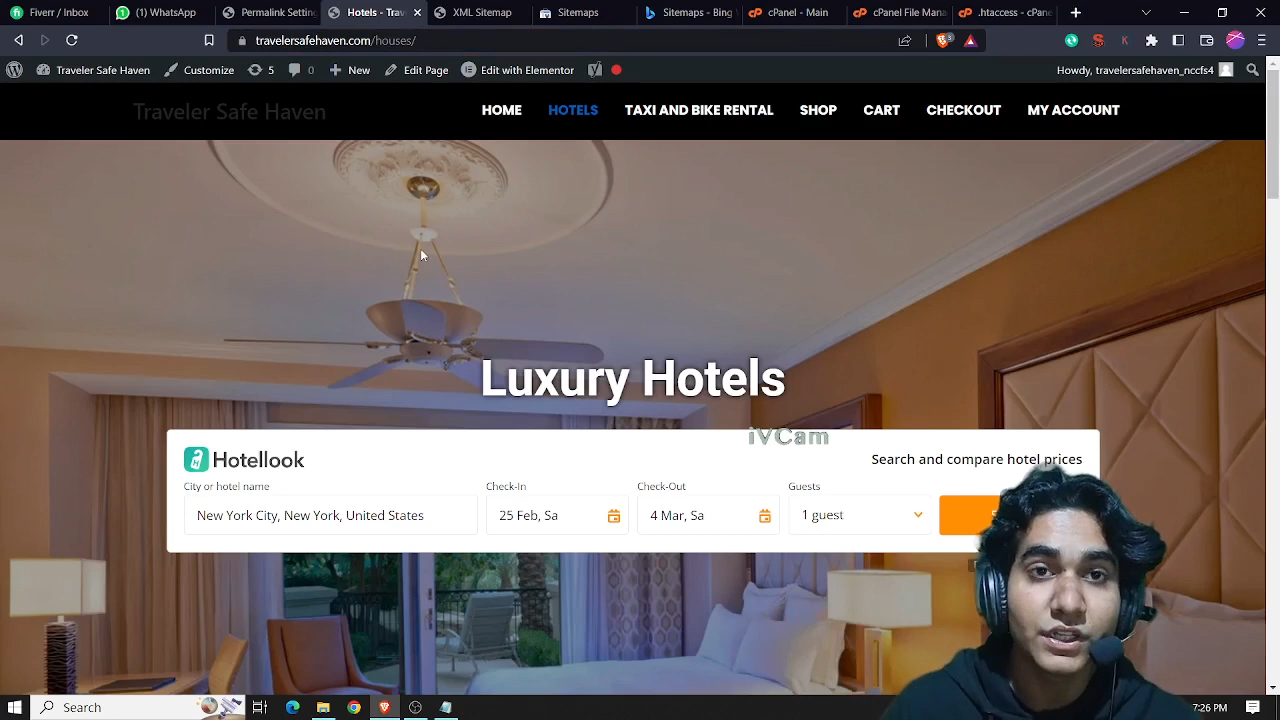 Fiverr / Inbox
(1) WhatsApp
Permalink Setting
Hotels - Trav
XML Sitemap
Sitemaps
Sitemaps - Bing
cPanel - Main
cPanel File Mana
.htaccess - cPane
travelersafehaven.com/houses/
3
K
Traveler Safe Haven
Customize
5
0
New
Edit Page
Edit with Elementor
Howdy, travelersafehaven_nccfs4
Traveler Safe Haven
HOME
HOTELS
TAXI AND BIKE RENTAL
SHOP
CART
CHECKOUT
MY ACCOUNT
Luxury Hotels
iVCam
Hotellook
Search and compare hotel prices
City or hotel name
Check-In
Check-Out
Guests
New York City, New York, United States
25 Feb, Sa
4 Mar, Sa
1 guest
Search
7:26 PM